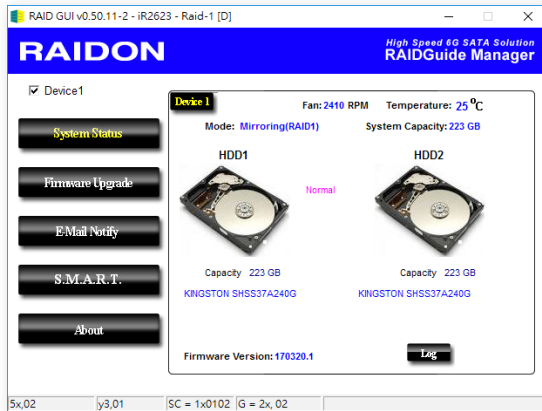 RAID GUI v0.50.11-2 - iR2623 - Raid-1 [D]
RAIDON
High Speed 6G SATA Solution
RAIDGuide Manager
Device1
System Status
Firmware Upgrade
E-Mail Notify
S.M.A.R.T.
About
Device 1
Fan: 2410 RPM Temperature: 25 °C
Mode: Mirroring(RAID1) System Capacity: 223 GB
HDD1 HDD2
Normal
Capacity 223 GB Capacity 223 GB
KINGSTON SHSS37A240G KINGSTON SHSS37A240G
Firmware Version: 170320.1
Log
5x,02 y3,01 SC = 1x0102 G = 2x, 02